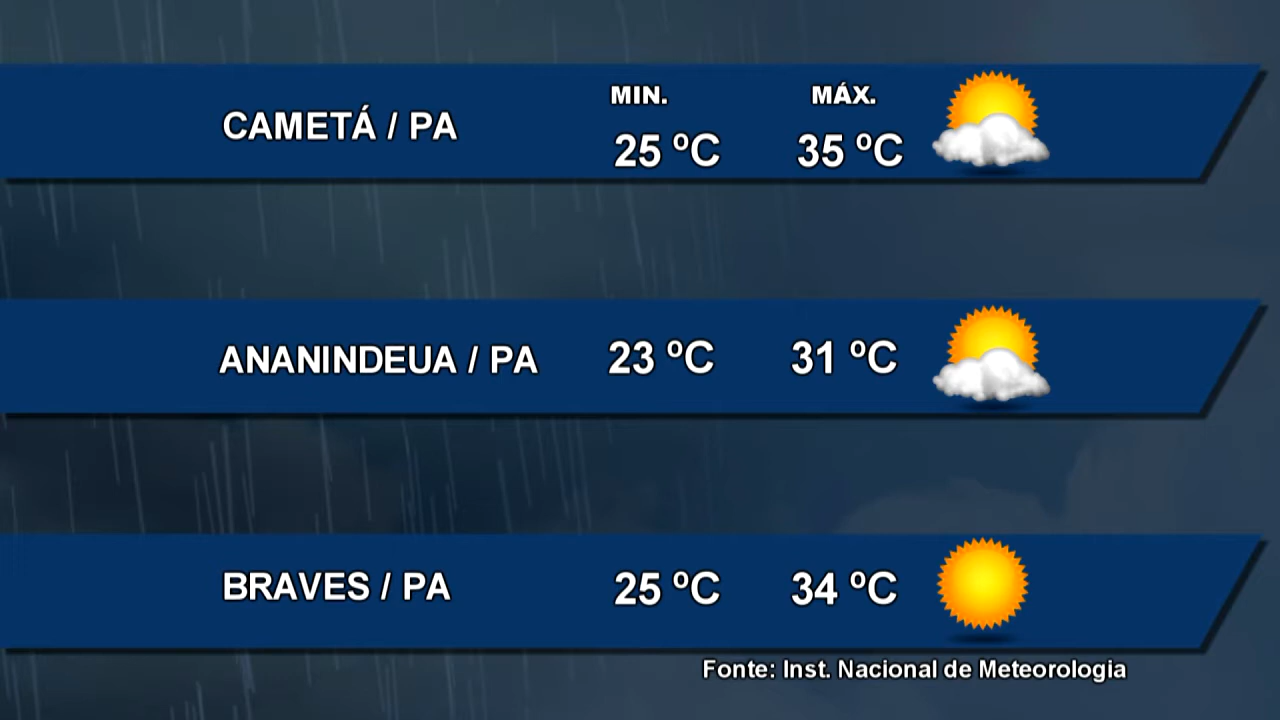 MIN. MÁX.
CAMETÁ / PA 25 ºC 35 ºC
ANANINDEUA / PA 23 ºC 31 ºC
BRAVES / PA 25 ºC 34 ºC
Fonte: Inst. Nacional de Meteorologia